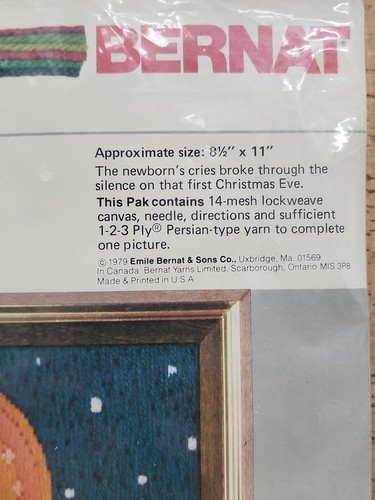 BERNAT
Approximate size: 8½" x 11"
The newborn's cries broke through the
silence on that first Christmas Eve.
This Pak contains 14-mesh lockweave
canvas, needle, directions and sufficient
1-2-3 Ply® Persian-type yarn to complete
one picture.
© 1979 Emile Bernat & Sons Co., Uxbridge, Ma. 01569
In Canada: Bernat Yarns Limited, Scarborough, Ontario MIS 3P8
Made & Printed in U.S.A.